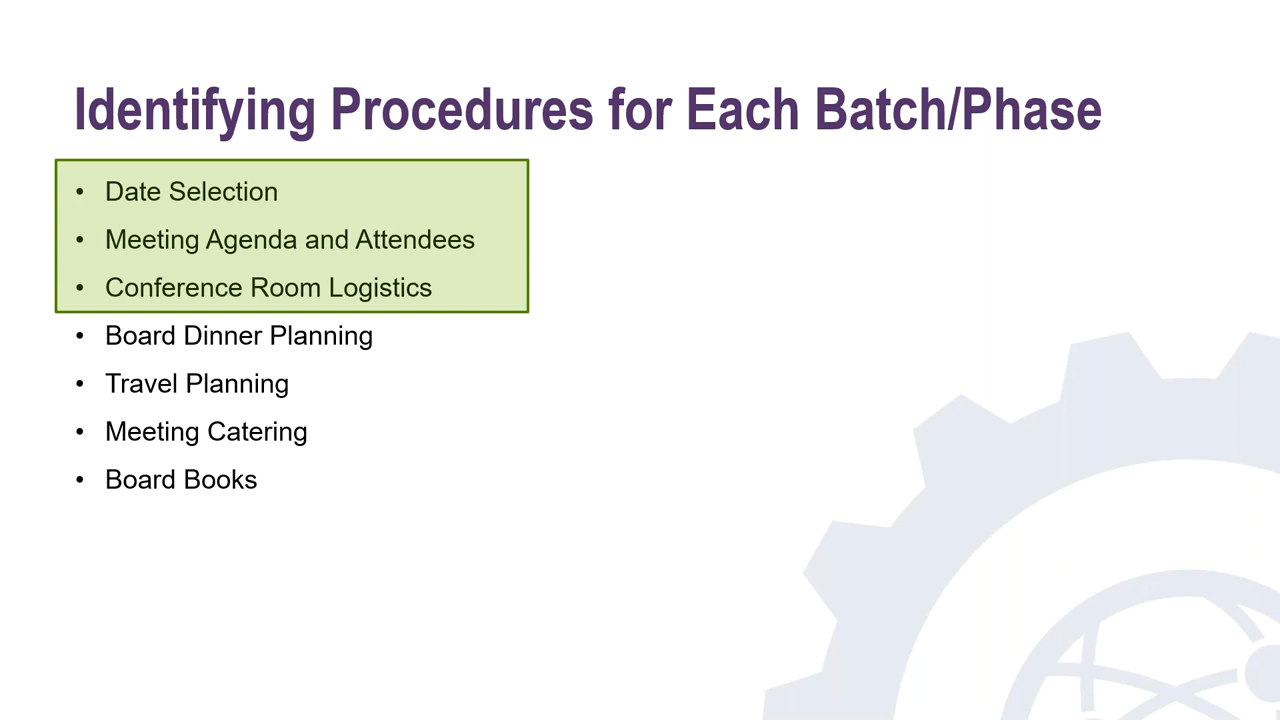 Identifying Procedures for Each Batch/Phase
• Date Selection
• Meeting Agenda and Attendees
• Conference Room Logistics
• Board Dinner Planning
• Travel Planning
• Meeting Catering
• Board Books